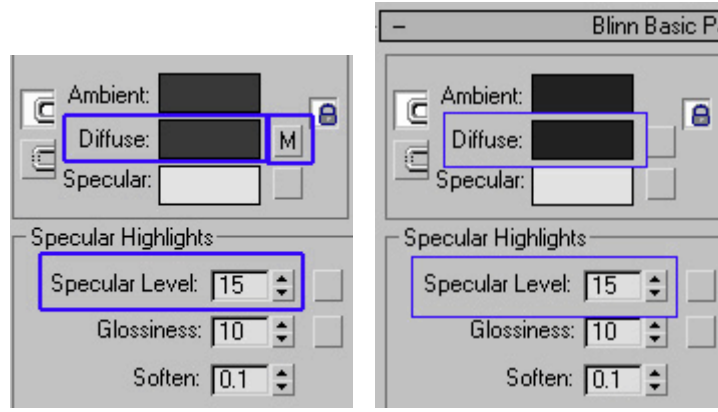 Ambient:
Diffuse: M
Specular:
Specular Highlights
Specular Level: 15
Glossiness: 10
Soften: 0.1
– Blinn Basic P
Ambient:
Diffuse:
Specular:
Specular Highlights
Specular Level: 15
Glossiness: 10
Soften: 0.1